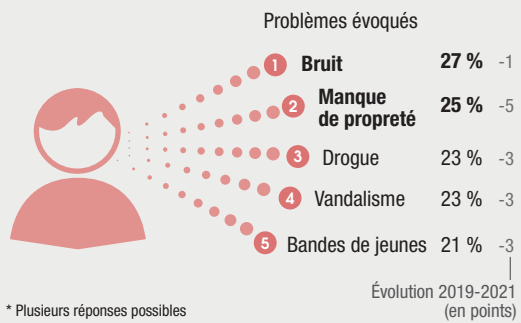 Problèmes évoqués
1 Bruit 27 % -1
2 Manque
de propreté 25 % -5
3 Drogue 23 % -3
4 Vandalisme 23 % -3
5 Bandes de jeunes 21 % -3
Évolution 2019-2021
(en points)
* Plusieurs réponses possibles